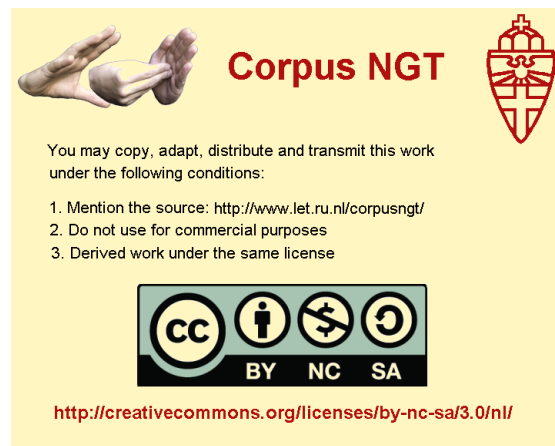 Corpus NGT
You may copy, adapt, distribute and transmit this work
under the following conditions:
1. Mention the source: http://www.let.ru.nl/corpusngt/
2. Do not use for commercial purposes
3. Derived work under the same license
CC
BY NC SA
http://creativecommons.org/licenses/by-nc-sa/3.0/nl/